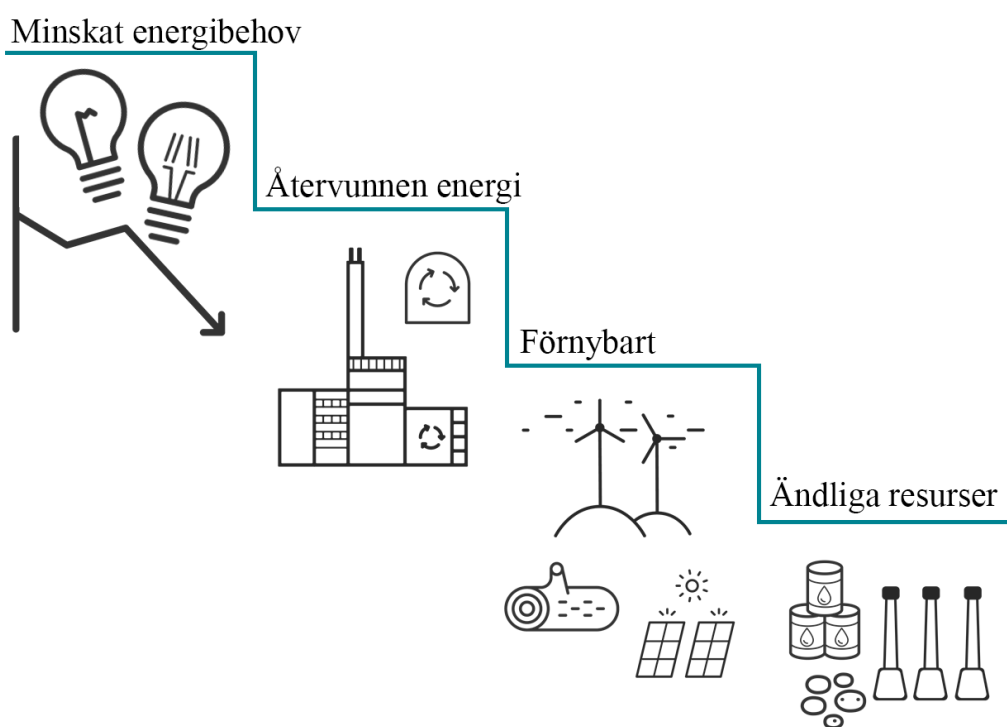 Minskat energibehov
Återvunnen energi
Förnybart
Ändliga resurser